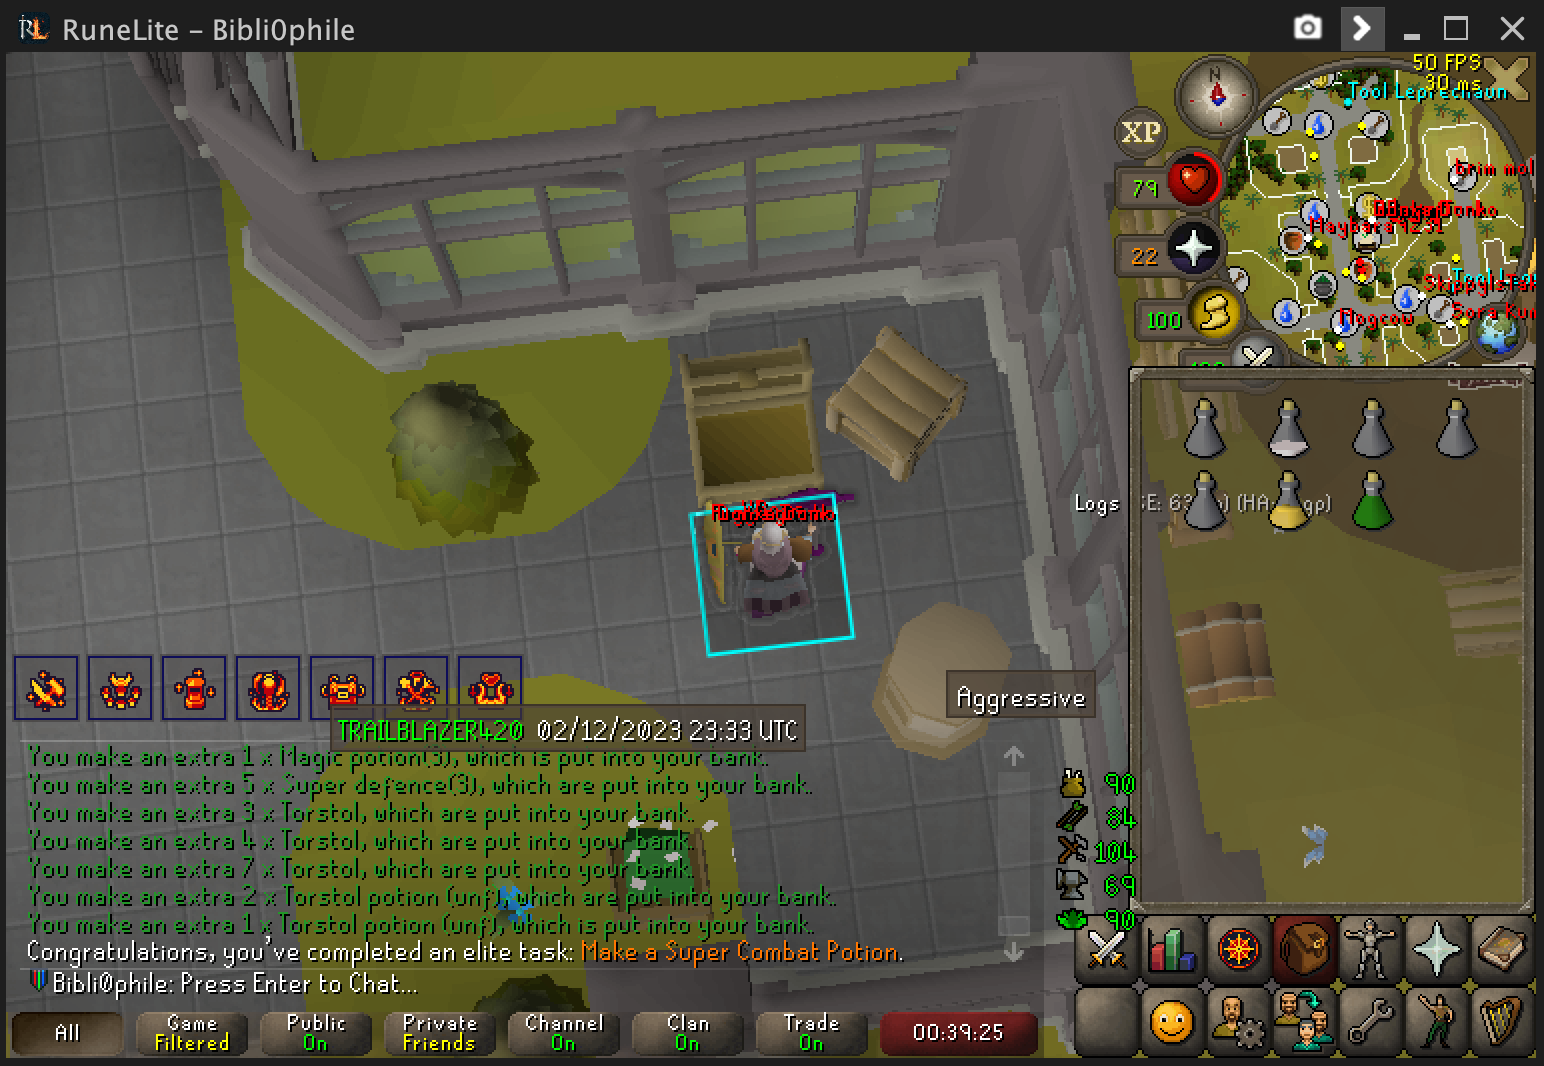 RuneLite – Bibli0phile
50 FPS
30 ms
Tool Leprechaun
N
XP
79
22
100
Maybara4231
Mogcow
Logs
Aggressive
TRAILBLAZER420 02/12/2023 23:33 UTC
You make an extra 1 x Magic potion(3), which is put into your bank.
You make an extra 5 x Super defence(3), which are put into your bank.
You make an extra 3 x Torstol, which are put into your bank.
You make an extra 4 x Torstol, which are put into your bank.
You make an extra 7 x Torstol, which are put into your bank.
You make an extra 2 x Torstol potion (unf), which are put into your bank.
You make an extra 1 x Torstol potion (unf), which is put into your bank.
Congratulations, you've completed an elite task: Make a Super Combat Potion.
Bibli0phile: Press Enter to Chat...
90
84
104
69
90
All
Game
Filtered
Public
On
Private
Friends
Channel
On
Clan
On
Trade
On
00:39:25